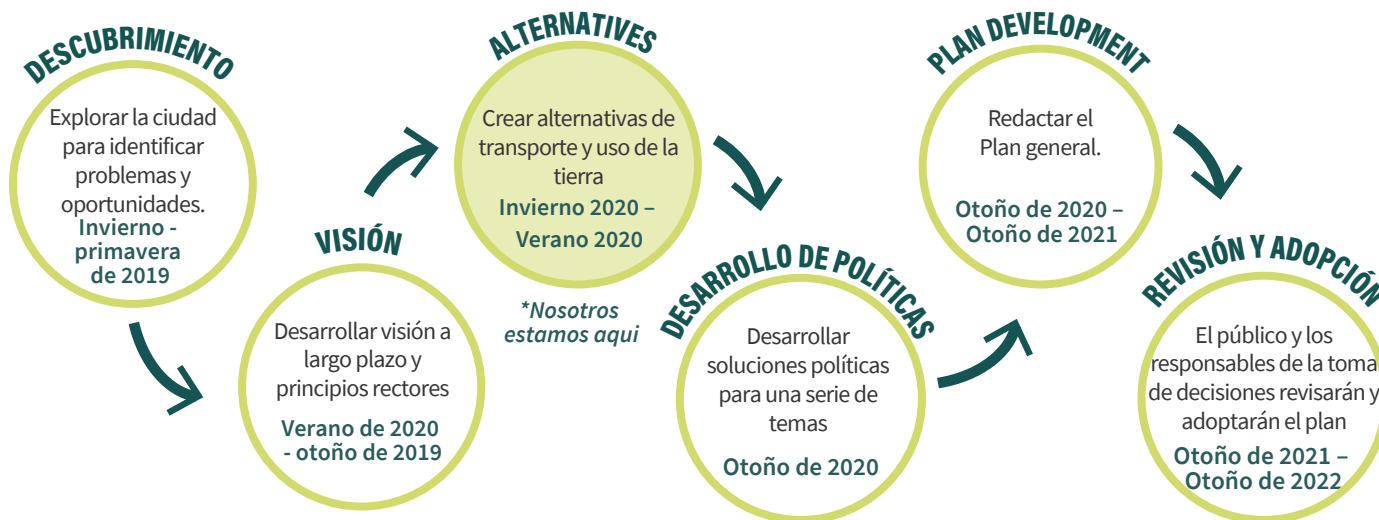 DESCUBRIMIENTO
Explorar la ciudad
para identificar
problemas y
oportunidades.
Invierno -
primavera
de 2019
VISIÓN
Desarrollar visión a
largo plazo y
principios rectores
Verano de 2020
- otoño de 2019
ALTERNATIVES
Crear alternativas de
transporte y uso de la
tierra
Invierno 2020 –
Verano 2020
*Nosotros
estamos aqui
DESARROLLO DE POLÍTICAS
Desarrollar
soluciones políticas
para una serie de
temas
Otoño de 2020
PLAN DEVELOPMENT
Redactar el
Plan general.
Otoño de 2020 –
Otoño de 2021
REVISIÓN Y ADOPCIÓN
El público y los
responsables de la toma
de decisiones revisarán y
adoptarán el plan
Otoño de 2021 –
Otoño de 2022